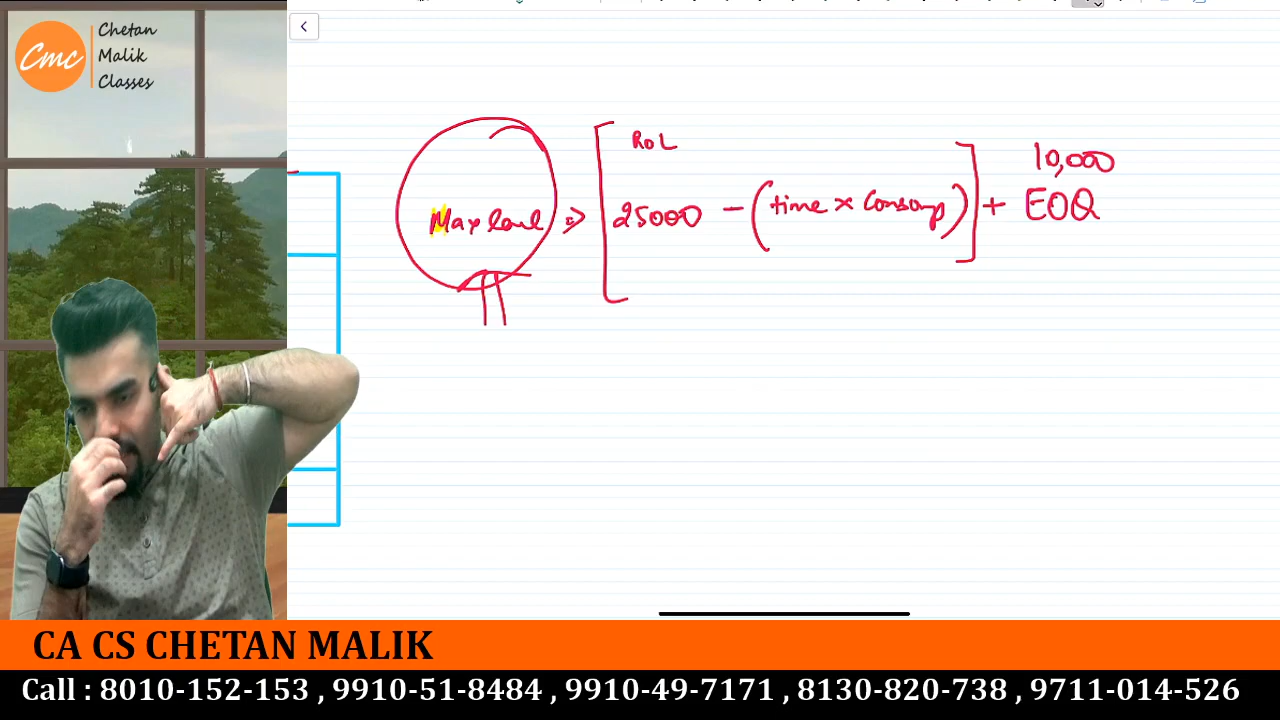 Cmc
Chetan
Malik
Classes
ROL
10,000
Max level => [25000 - (time × Consump)] + EOQ
CA CS CHETAN MALIK
Call : 8010-152-153 , 9910-51-8484 , 9910-49-7171 , 8130-820-738 , 9711-014-526